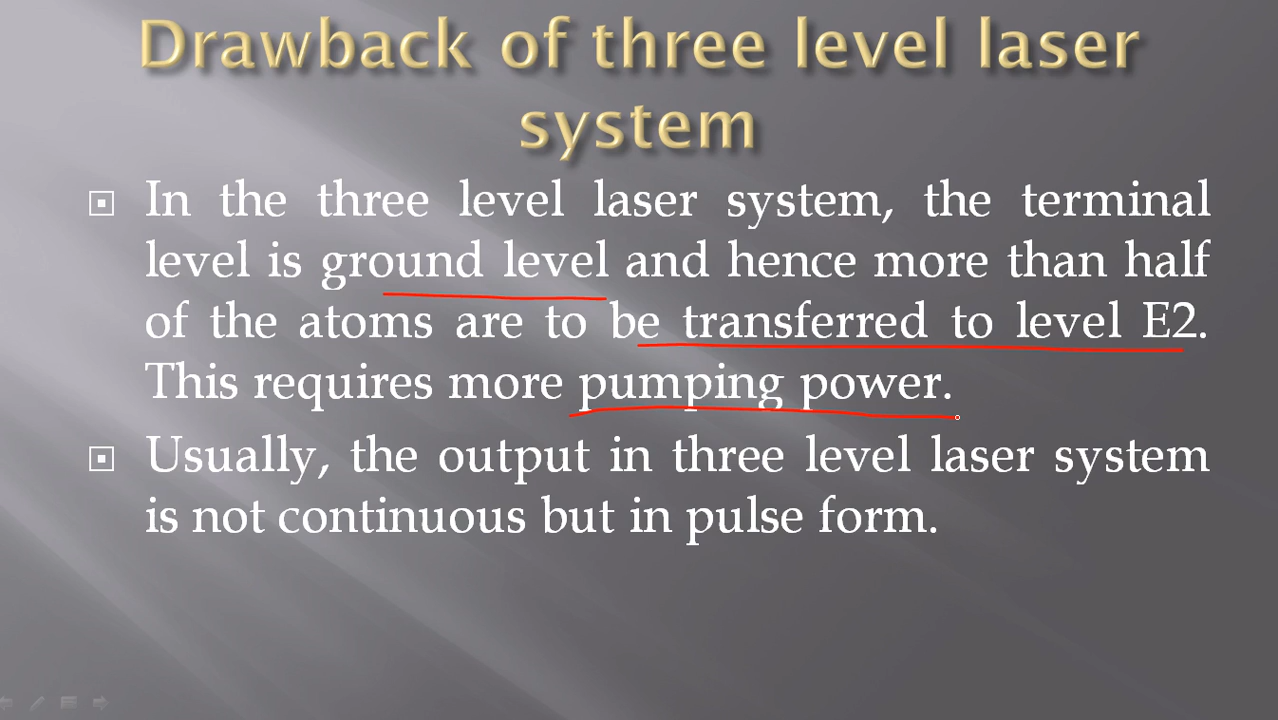 Drawback of three level laser
system
In the three level laser system, the terminal
level is ground level and hence more than half
of the atoms are to be transferred to level E2.
This requires more pumping power.
Usually, the output in three level laser system
is not continuous but in pulse form.